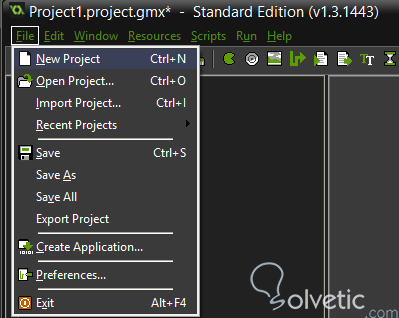 Project1.project.gmx* - Standard Edition (v1.3.1443)
File Edit Window Resources Scripts Run Help
New Project Ctrl+N
Open Project... Ctrl+O
Import Project... Ctrl+I
Recent Projects
Save Ctrl+S
Save As
Save All
Export Project
Create Application...
Preferences...
Exit Alt+F4
Solvetic
.com